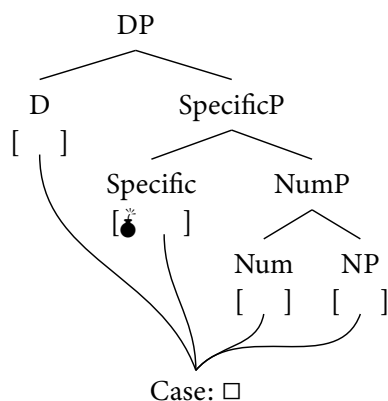 DP
D SpecificP
[ ]
Specific NumP
[💣 ]
Num NP
[ ] [ ]
Case: □